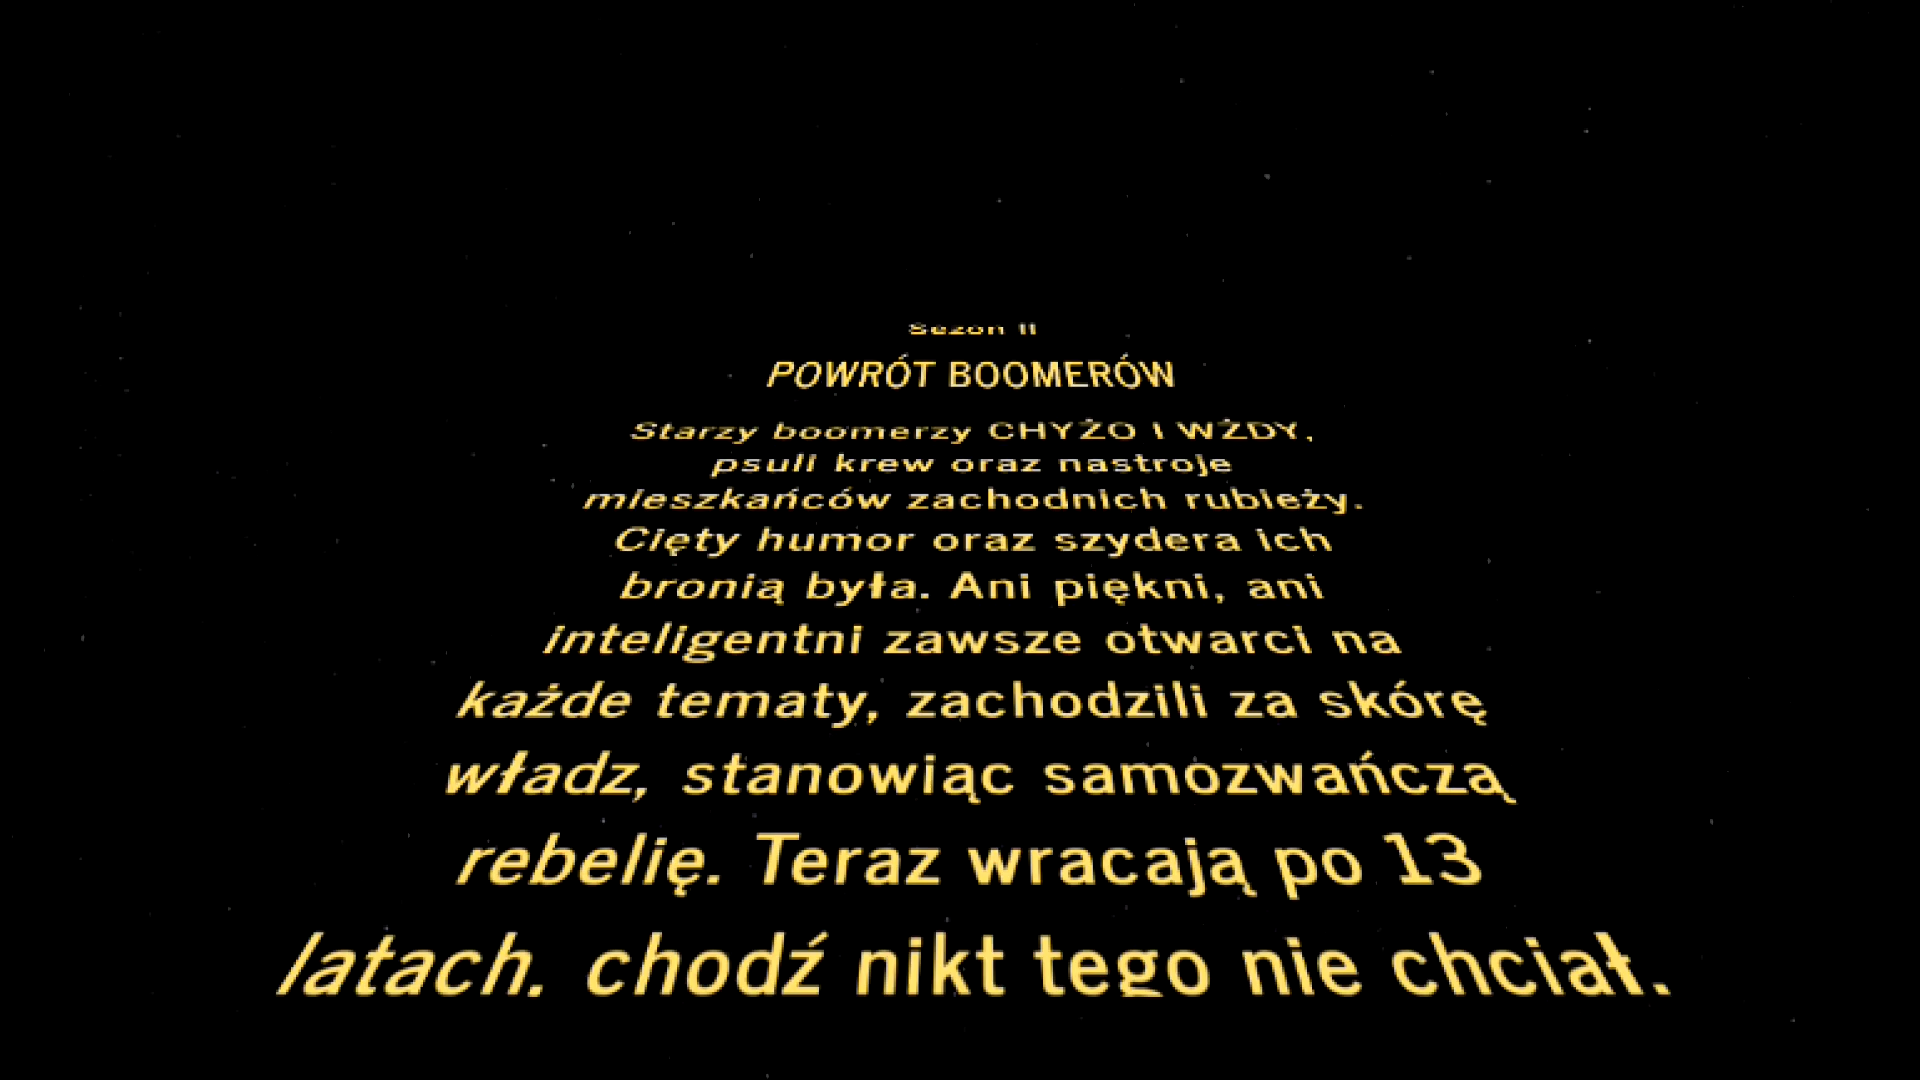 Sezon II
POWRÓT BOOMERÓW
Starzy boomerzy CHYŻO I WŻDY,
psuli krew oraz nastroje
mieszkańców zachodnich rubieży.
Cięty humor oraz szydera ich
bronią była. Ani piękni, ani
inteligentni zawsze otwarci na
każde tematy, zachodzili za skórę
władz, stanowiąc samozwańczą
rebelię. Teraz wracają po 13
latach, chodź nikt tego nie chciał.